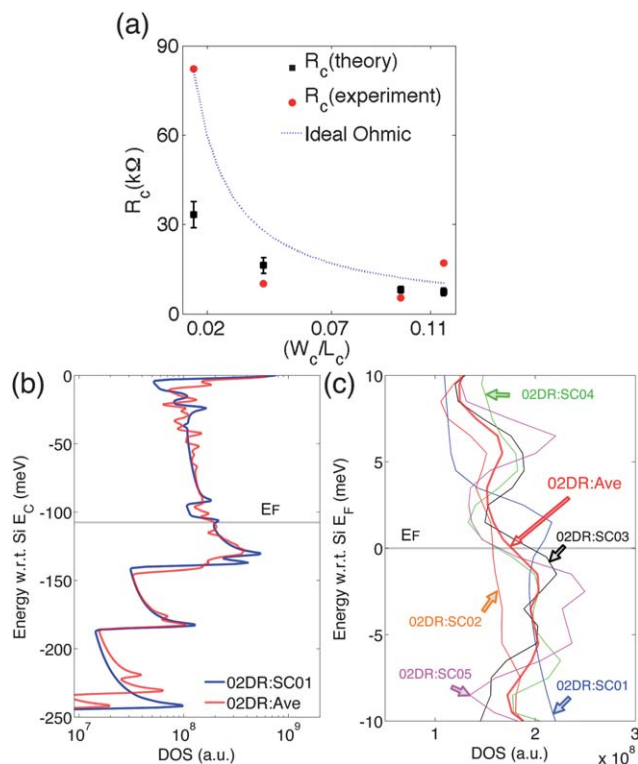 (a)
90
60
30
0
R_c(kΩ)
R_c(theory)
R_c(experiment)
Ideal Ohmic
0.02
0.07
0.11
(W_c/L_c)
(b)
0
-50
-100
-150
-200
-250
Energy w.r.t. Si E_C (meV)
E_F
02DR:SC01
02DR:Ave
10^7
10^8
10^9
DOS (a.u.)
(c)
10
5
0
-5
-10
Energy w.r.t. Si E_F (meV)
02DR:SC04
02DR:Ave
E_F
02DR:SC03
02DR:SC02
02DR:SC05
02DR:SC01
1
2
3
DOS (a.u.)
x 10^8